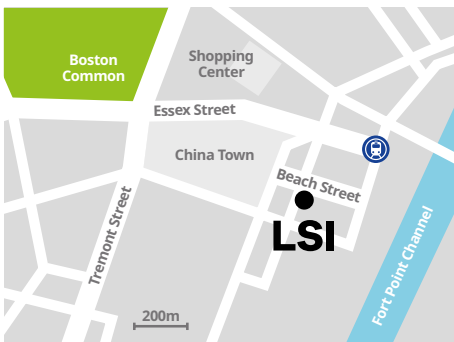 Boston
Common
Shopping
Center
Essex Street
China Town
Beach Street
LSI
Tremont Street
Fort Point Channel
200m